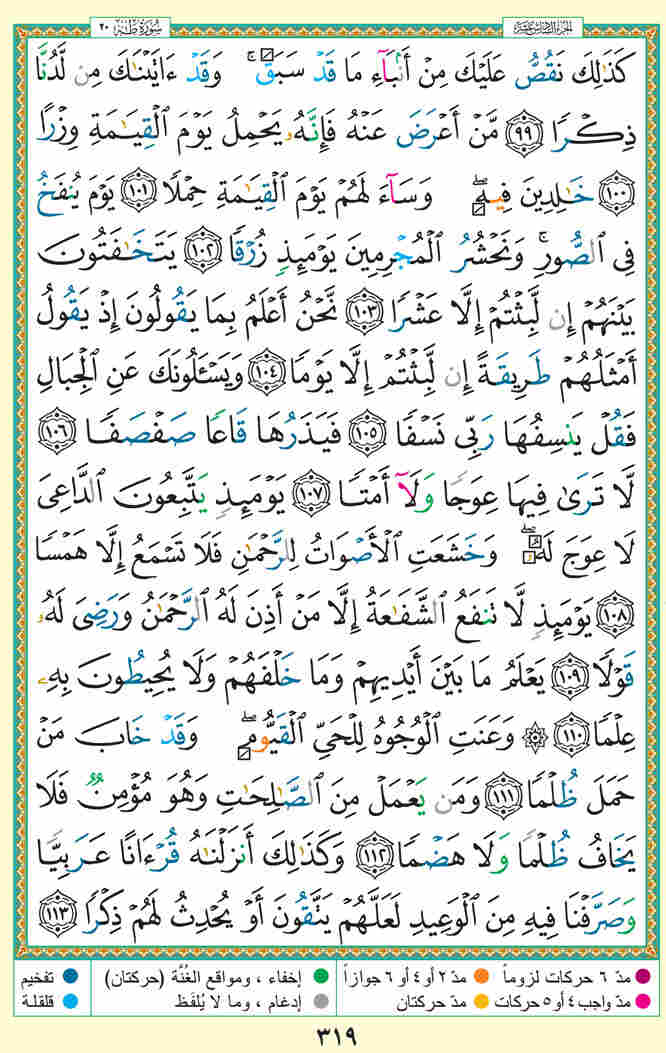 الجزء السادس عشر
سُورَةُ طه ٢٠
كَذَٰلِكَ نَقُصُّ عَلَيْكَ مِنْ أَنۢبَآءِ مَا قَدْ سَبَقَ ۚ وَقَدْ ءَاتَيْنَٰكَ مِن لَّدُنَّا
ذِكْرًا ٩٩ مَّنْ أَعْرَضَ عَنْهُ فَإِنَّهُۥ يَحْمِلُ يَوْمَ ٱلْقِيَٰمَةِ وِزْرًا
١٠٠ خَٰلِدِينَ فِيهِ ۖ وَسَآءَ لَهُمْ يَوْمَ ٱلْقِيَٰمَةِ حِمْلًا ١٠١ يَوْمَ يُنفَخُ
فِى ٱلصُّورِ ۚ وَنَحْشُرُ ٱلْمُجْرِمِينَ يَوْمَئِذٍ زُرْقًا ١٠٢ يَتَخَٰفَتُونَ
بَيْنَهُمْ إِن لَّبِثْتُمْ إِلَّا عَشْرًا ١٠٣ نَّحْنُ أَعْلَمُ بِمَا يَقُولُونَ إِذْ يَقُولُ
أَمْثَلُهُمْ طَرِيقَةً إِن لَّبِثْتُمْ إِلَّا يَوْمًا ١٠٤ وَيَسْـَٔلُونَكَ عَنِ ٱلْجِبَالِ
فَقُلْ يَنسِفُهَا رَبِّى نَسْفًا ١٠٥ فَيَذَرُهَا قَاعًا صَفْصَفًا ١٠٦
لَّا تَرَىٰ فِيهَا عِوَجًا وَلَآ أَمْتًا ١٠٧ يَوْمَئِذٍ يَتَّبِعُونَ ٱلدَّاعِىَ
لَا عِوَجَ لَهُۥ ۖ وَخَشَعَتِ ٱلْأَصْوَاتُ لِلرَّحْمَٰنِ فَلَا تَسْمَعُ إِلَّا هَمْسًا
١٠٨ يَوْمَئِذٍ لَّا تَنفَعُ ٱلشَّفَٰعَةُ إِلَّا مَنْ أَذِنَ لَهُ ٱلرَّحْمَٰنُ وَرَضِىَ لَهُۥ
قَوْلًا ١٠٩ يَعْلَمُ مَا بَيْنَ أَيْدِيهِمْ وَمَا خَلْفَهُمْ وَلَا يُحِيطُونَ بِهِۦ
عِلْمًا ١١٠ ۞ وَعَنَتِ ٱلْوُجُوهُ لِلْحَىِّ ٱلْقَيُّومِ ۖ وَقَدْ خَابَ مَنْ
حَمَلَ ظُلْمًا ١١١ وَمَن يَعْمَلْ مِنَ ٱلصَّٰلِحَٰتِ وَهُوَ مُؤْمِنٌ فَلَا
يَخَافُ ظُلْمًا وَلَا هَضْمًا ١١٢ وَكَذَٰلِكَ أَنزَلْنَٰهُ قُرْءَانًا عَرَبِيًّا
وَصَرَّفْنَا فِيهِ مِنَ ٱلْوَعِيدِ لَعَلَّهُمْ يَتَّقُونَ أَوْ يُحْدِثُ لَهُمْ ذِكْرًا ١١٣
مدّ ٦ حركات لزوماً مدّ ٢ أو ٤ أو ٦ جوازاً
مدّ واجب ٤ أو ٥ حركات مدّ حركتان
إخفاء ، ومواقع الغُنَّة (حركتان) تفخيم
إدغام ، وما لا يُلفَظ قلقلة
٣١٩